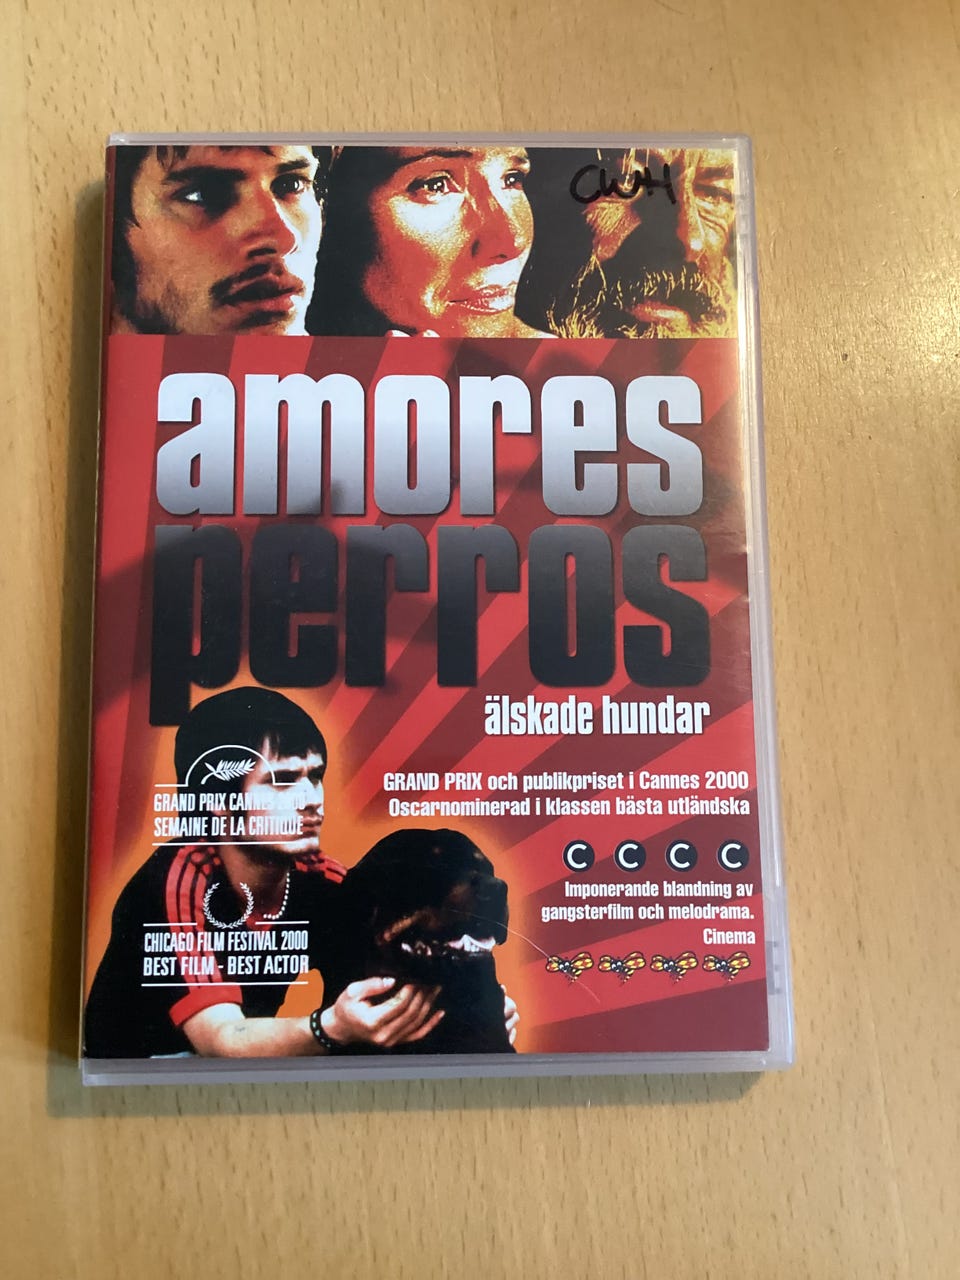 CWH
amores
perros
älskade hundar
GRAND PRIX CANNES 2000
SEMAINE DE LA CRITIQUE
GRAND PRIX och publikpriset i Cannes 2000
Oscarnominerad i klassen bästa utländska
C C C C
Imponerande blandning av
gangsterfilm och melodrama.
Cinema
CHICAGO FILM FESTIVAL 2000
BEST FILM - BEST ACTOR